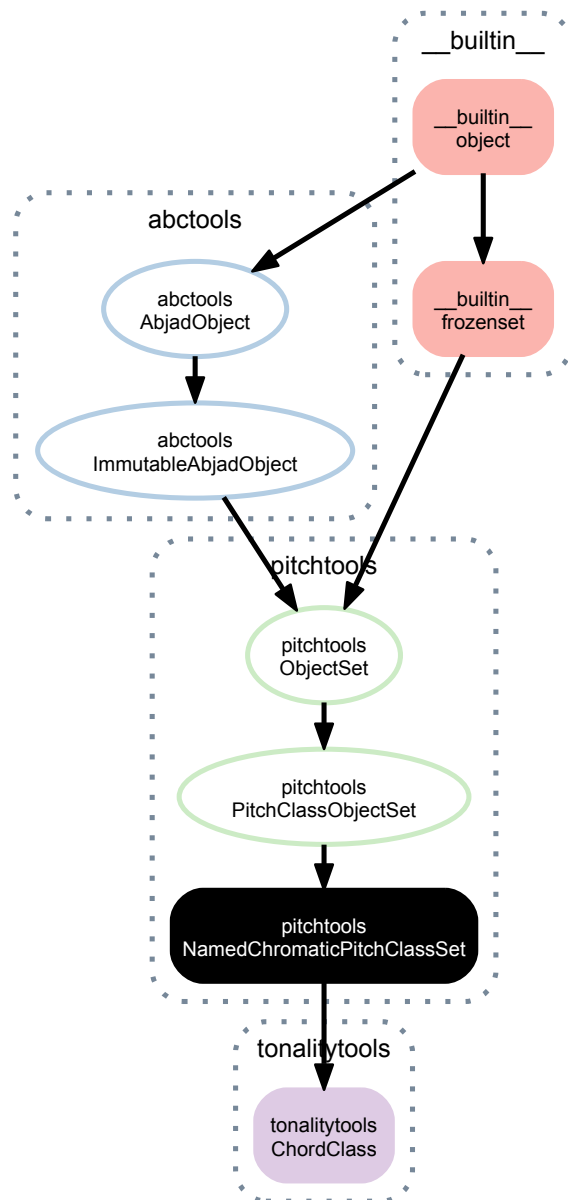 __builtin__
__builtin__
object
abctools
abctools
AbjadObject
__builtin__
frozenset
abctools
ImmutableAbjadObject
pitchtools
pitchtools
ObjectSet
pitchtools
PitchClassObjectSet
pitchtools
NamedChromaticPitchClassSet
tonalitytools
tonalitytools
ChordClass